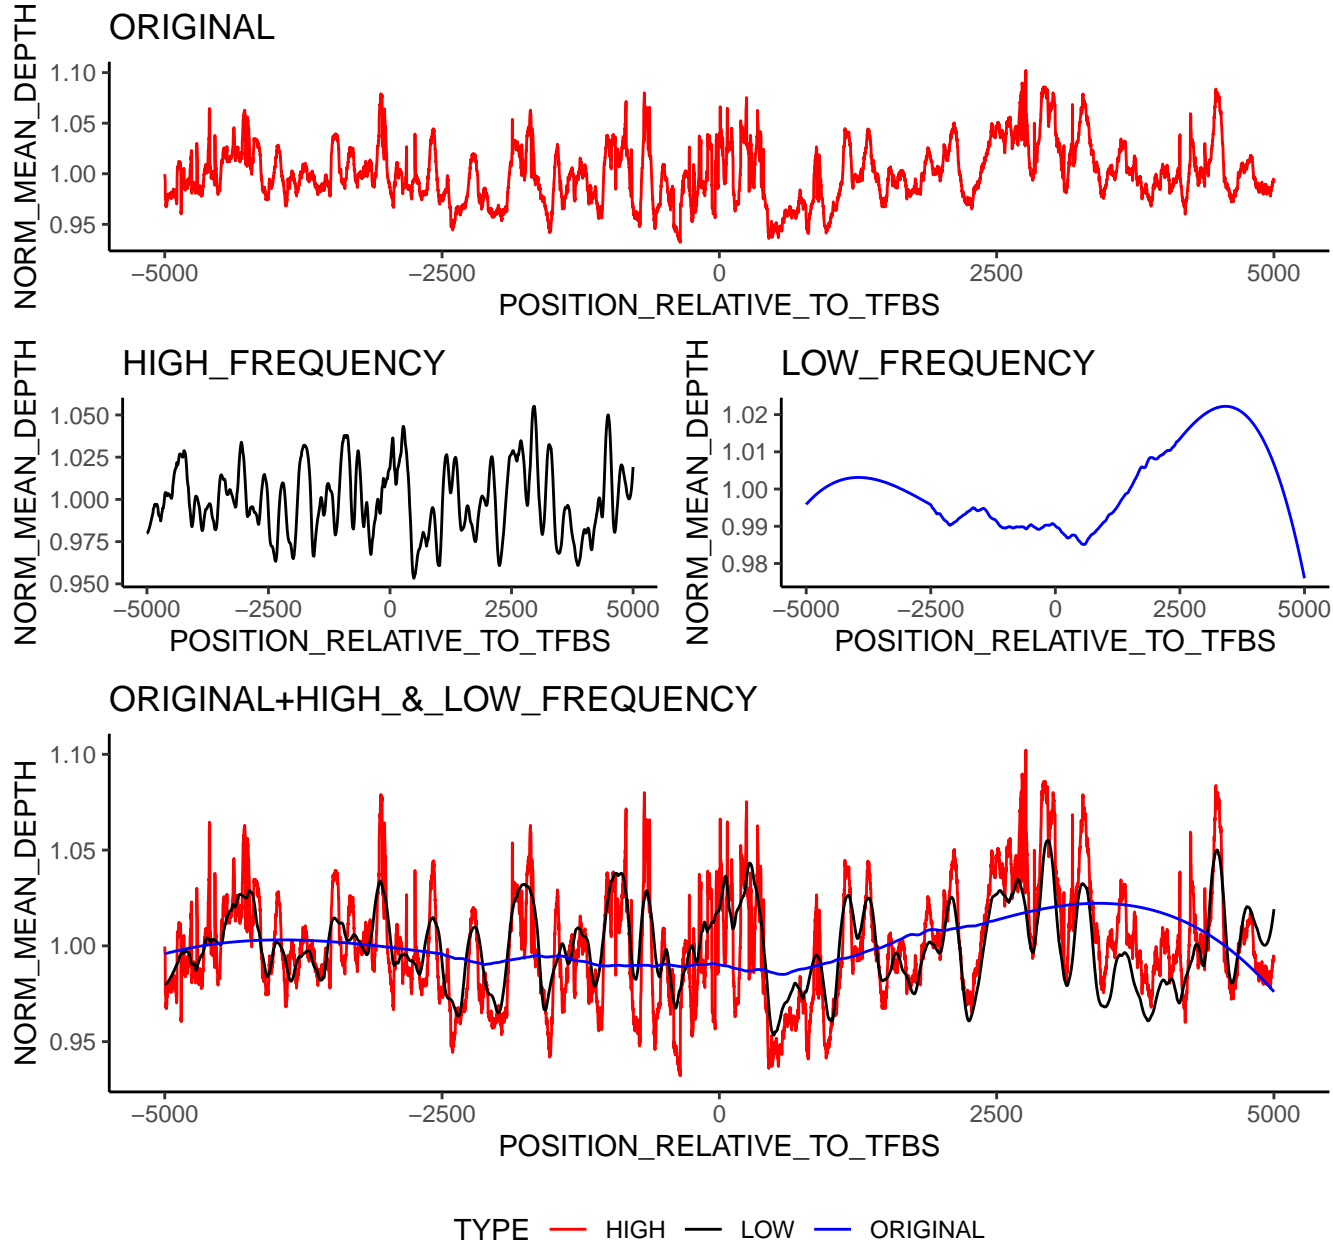 ORIGINAL
NORM_MEAN_DEPTH
1.10
1.05
1.00
0.95
−5000 −2500 0 2500 5000
POSITION_RELATIVE_TO_TFBS
HIGH_FREQUENCY
NORM_MEAN_DEPTH
1.050
1.025
1.000
0.975
0.950
−5000 −2500 0 2500 5000
POSITION_RELATIVE_TO_TFBS
LOW_FREQUENCY
NORM_MEAN_DEPTH
1.02
1.01
1.00
0.99
0.98
−5000 −2500 0 2500 5000
POSITION_RELATIVE_TO_TFBS
ORIGINAL+HIGH_&_LOW_FREQUENCY
NORM_MEAN_DEPTH
1.10
1.05
1.00
0.95
−5000 −2500 0 2500 5000
POSITION_RELATIVE_TO_TFBS
TYPE HIGH LOW ORIGINAL